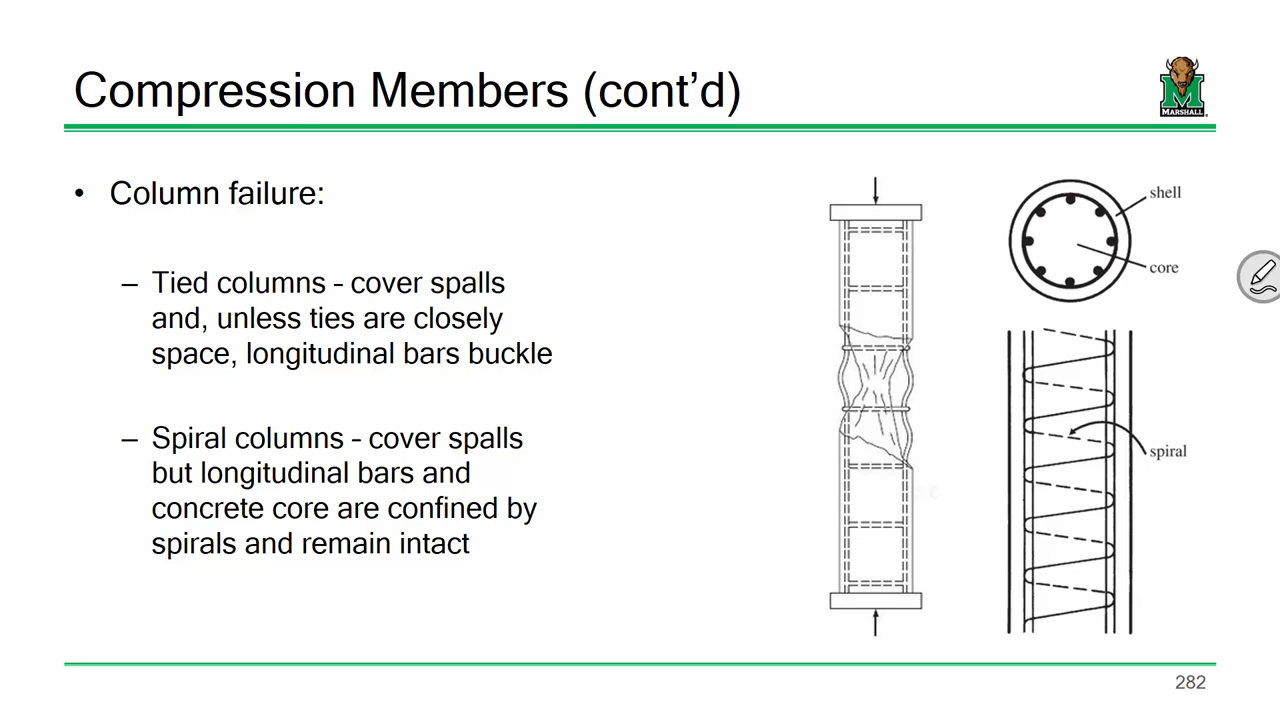 Compression Members (cont’d)
MARSHALL
• Column failure:
– Tied columns - cover spalls
and, unless ties are closely
space, longitudinal bars buckle
– Spiral columns - cover spalls
but longitudinal bars and
concrete core are confined by
spirals and remain intact
shell
core
spiral
282